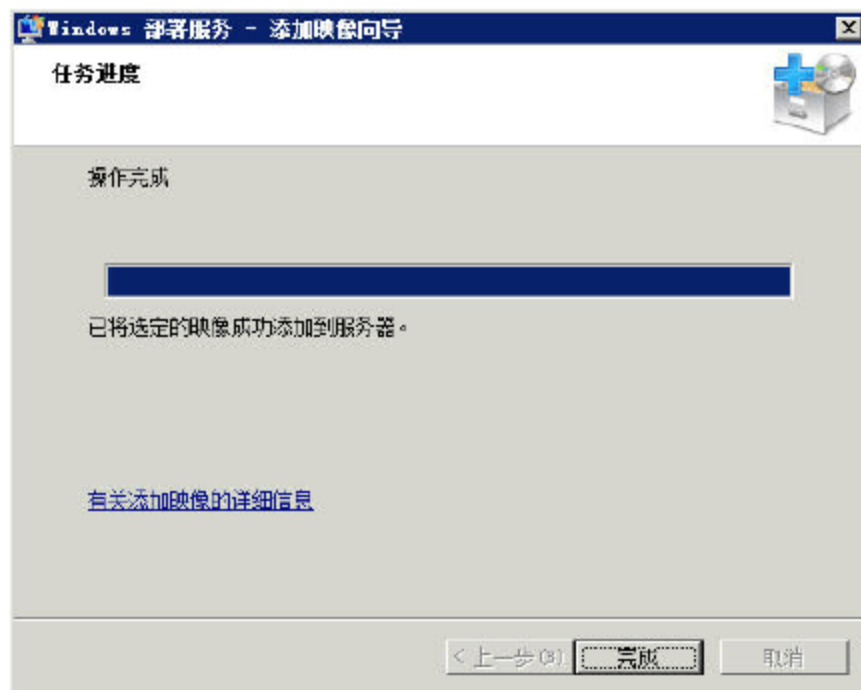 Windows 部署服务 - 添加映像向导
任务进度
操作完成
已将选定的映像成功添加到服务器。
有关添加映像的详细信息
< 上一步(B)
完成
取消